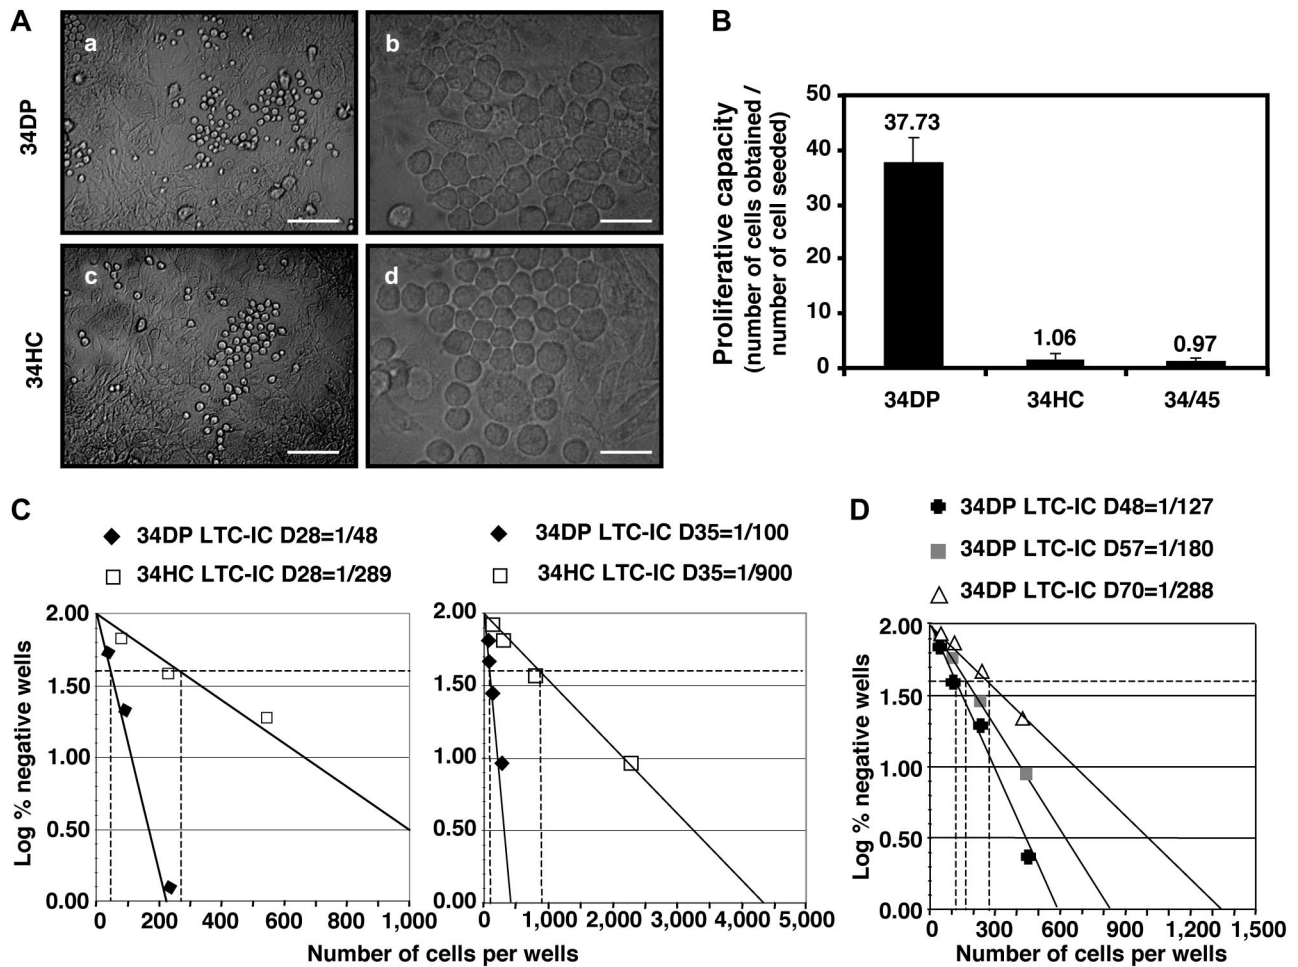 A
34DP
a
b
34HC
c
d
B
Proliferative capacity
(number of cells obtained /
number of cell seeded)
50
40
30
20
10
0
37.73
1.06
0.97
34DP
34HC
34/45
C
34DP LTC-IC D28=1/48
34HC LTC-IC D28=1/289
34DP LTC-IC D35=1/100
34HC LTC-IC D35=1/900
Log % negative wells
2.00
1.50
1.00
0.50
0.00
0
200
400
600
800
1,000
2.00
1.50
1.00
0.50
0.00
0
1,000
2,000
3,000
4,000
5,000
Number of cells per wells
D
34DP LTC-IC D48=1/127
34DP LTC-IC D57=1/180
34DP LTC-IC D70=1/288
Log % negative wells
2.00
1.50
1.00
0.50
0.00
0
300
600
900
1,200
1,500
Number of cells per wells